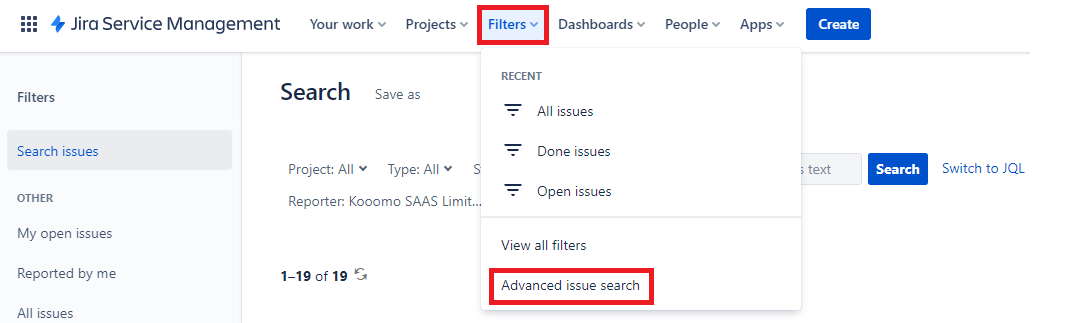 Jira Service Management Your work Projects Filters Dashboards People Apps Create
Filters
Search Save as
RECENT
All issues
Done issues
Open issues
View all filters
Advanced issue search
Search issues
Project: All Type: All
text Search Switch to JQL
Reporter: Kooomo SAAS Limit...
OTHER
My open issues
Reported by me
All issues
1–19 of 19